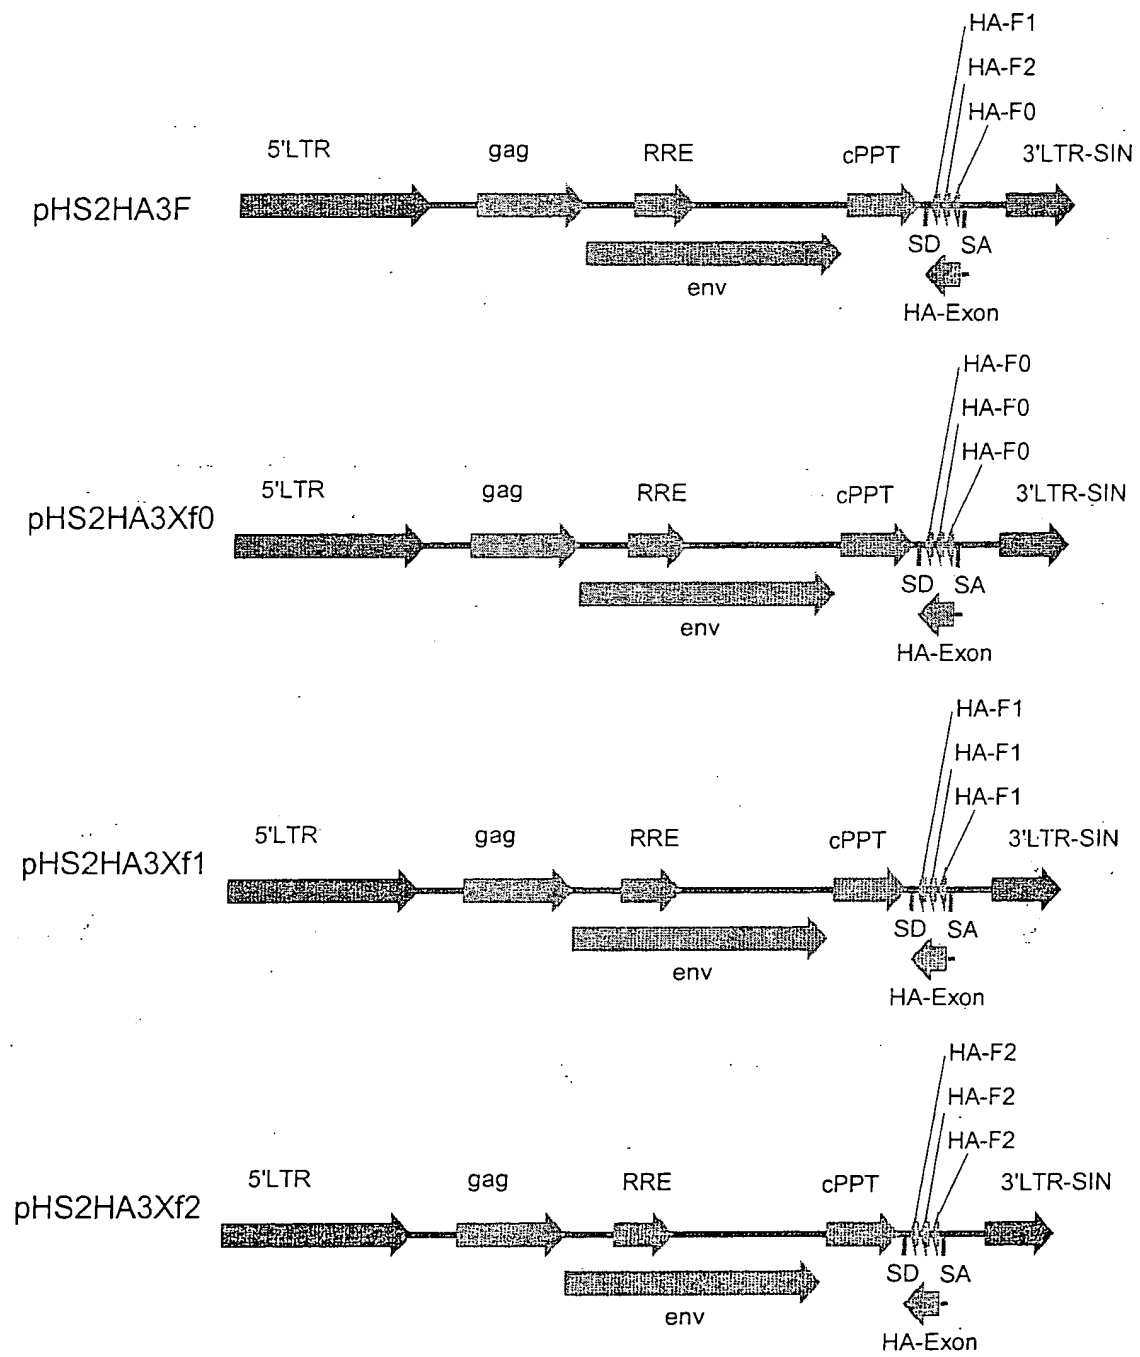 HA-F1
HA-F2
HA-F0
5'LTR gag RRE cPPT 3'LTR-SIN
pHS2HA3F
SD SA
env
HA-Exon
HA-F0
HA-F0
HA-F0
5'LTR gag RRE cPPT 3'LTR-SIN
pHS2HA3Xf0
SD SA
env
HA-Exon
HA-F1
HA-F1
HA-F1
5'LTR gag RRE cPPT 3'LTR-SIN
pHS2HA3Xf1
SD SA
env
HA-Exon
HA-F2
HA-F2
HA-F2
5'LTR gag RRE cPPT 3'LTR-SIN
pHS2HA3Xf2
SD SA
env
HA-Exon